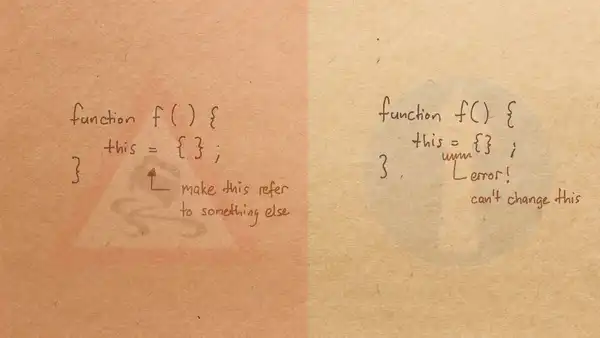 function f() {
this = {};
}
make this refer
to something else
function f() {
this = {};
}
error!
can't change this